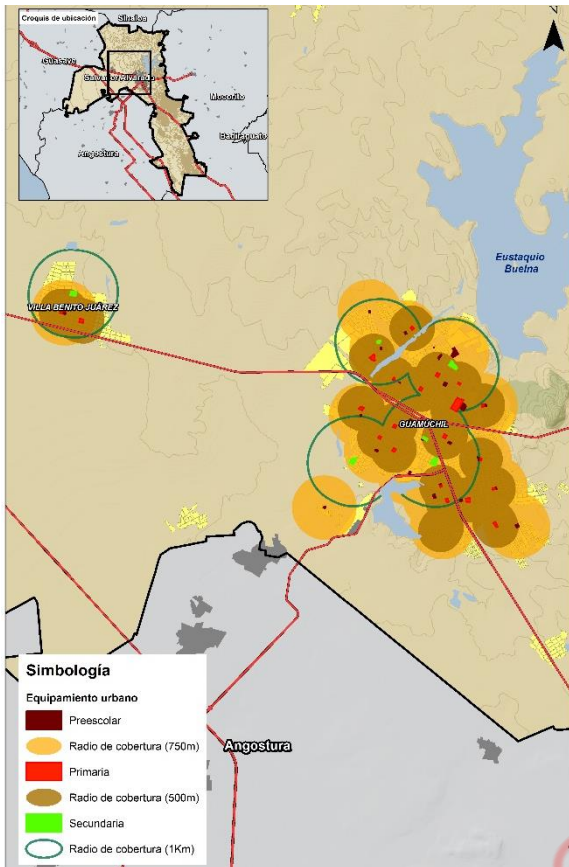 Croquis de ubicación
Sinaloa
Guasave
Salvador Alvarado
Mocorito
Badiraguato
Angostura
N
Eustaquio
Buelna
VILLA BENITO JUÁREZ
GUAMÚCHIL
Simbología
Equipamiento urbano
Preescolar
Radio de cobertura (750m)
Primaria
Radio de cobertura (500m)
Secundaria
Radio de cobertura (1Km)
Angostura